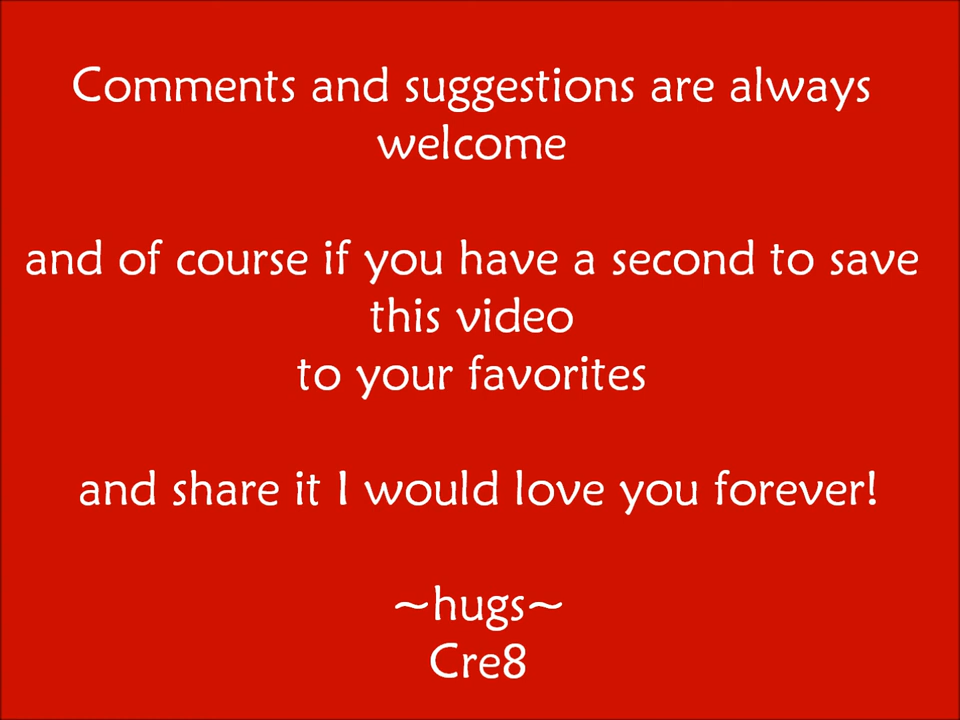 Comments and suggestions are always
welcome
and of course if you have a second to save
this video
to your favorites
and share it I would love you forever!
~hugs~
Cre8